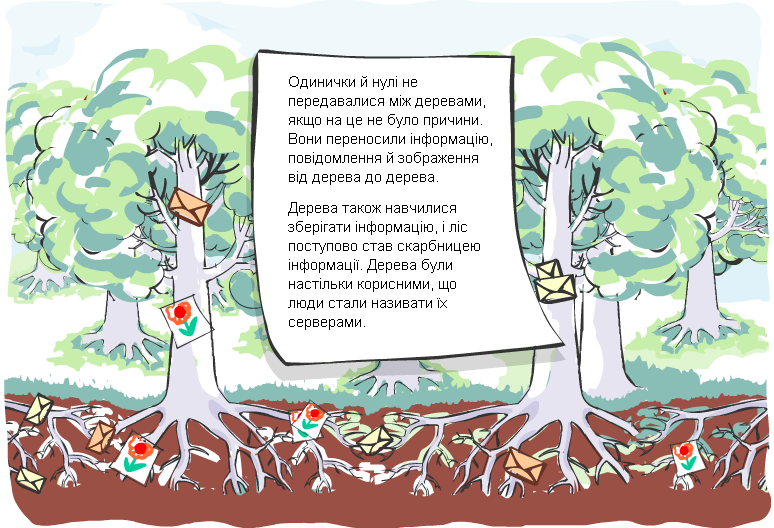 Одинички й нулі не
передавалися між деревами,
якщо на це не було причини.
Вони переносили інформацію,
повідомлення й зображення
від дерева до дерева.
Дерева також навчилися
зберігати інформацію, і ліс
поступово став скарбницею
інформації. Дерева були
настільки корисними, що
люди стали називати їх
серверами.